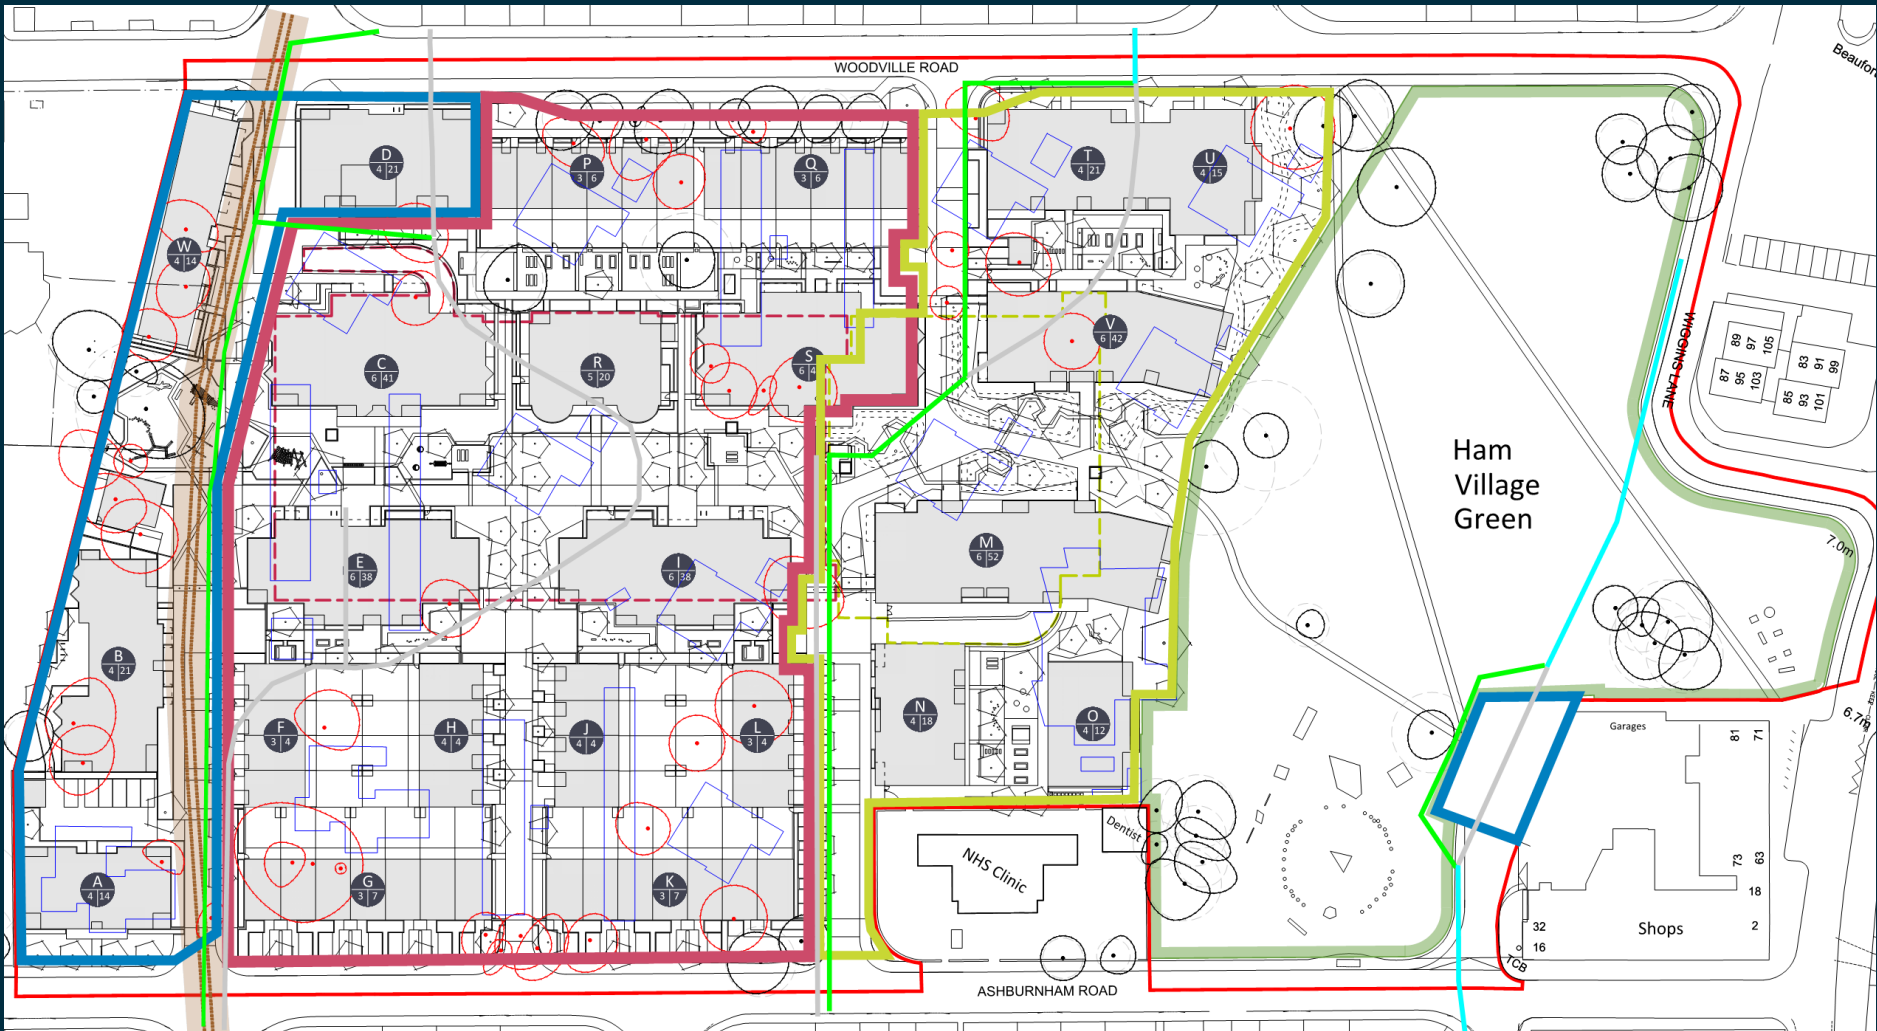 WOODVILLE ROAD
Beaufor
D
4 21
P
3 6
Q
3 6
T
4 21
U
4 15
W
4 14
C
6 41
R
5 20
S
6 4
V
6 42
WIGGINS LANE
89
97
105
87
95
103
83
91
99
85
93
101
Ham
Village
Green
E
6 38
I
6 38
M
6 52
7.0m
B
4 21
F
3 4
H
4 4
J
4 4
L
3 4
N
4 18
O
4 12
6.7m
Garages
81
71
Dentist
NHS Clinic
A
4 14
G
3 7
K
3 7
73
63
18
32
16
Shops
2
TCB
ASHBURNHAM ROAD